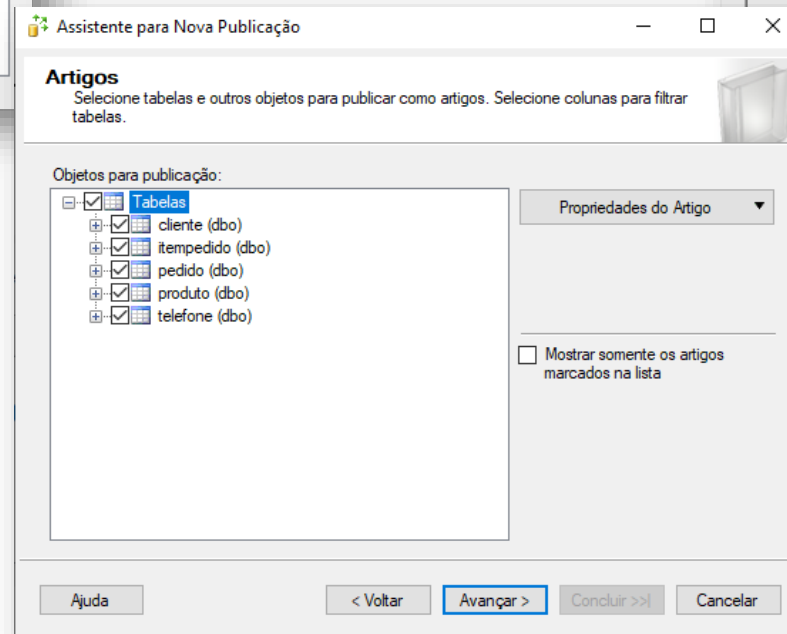 Assistente para Nova Publicação
Artigos
Selecione tabelas e outros objetos para publicar como artigos. Selecione colunas para filtrar
tabelas.
Objetos para publicação:
Tabelas
cliente (dbo)
itempedido (dbo)
pedido (dbo)
produto (dbo)
telefone (dbo)
Propriedades do Artigo
Mostrar somente os artigos
marcados na lista
Ajuda
< Voltar
Avançar >
Concluir >>|
Cancelar